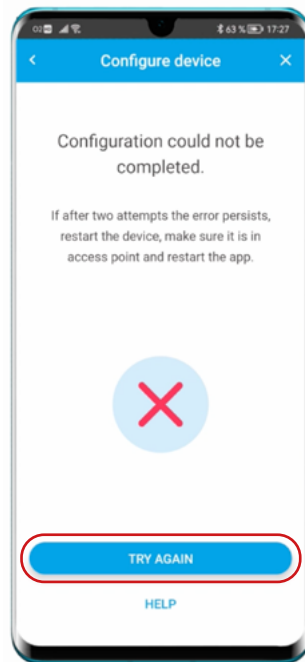 O2 63 % 17:27
Configure device
Configuration could not be
completed.
If after two attempts the error persists,
restart the device, make sure it is in
access point and restart the app.
TRY AGAIN
HELP